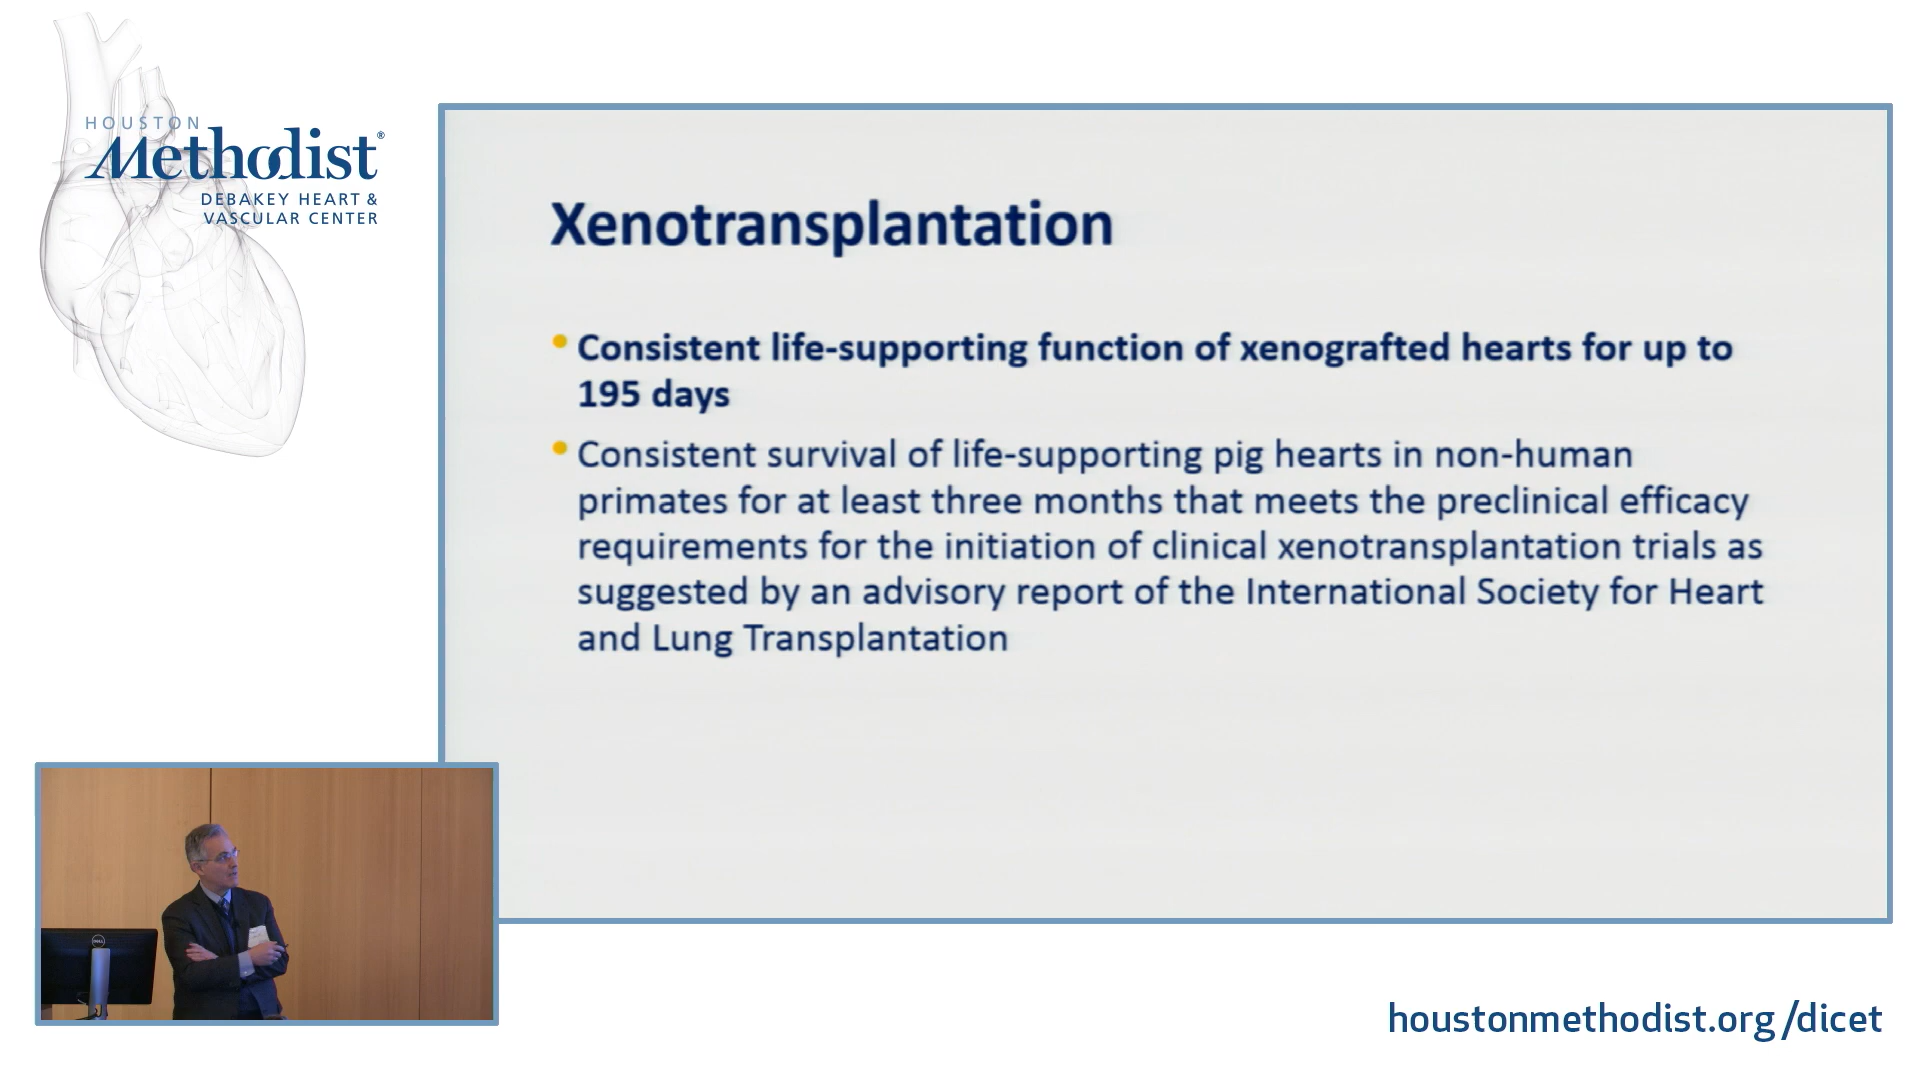 HOUSTON
Methodist®
DEBAKEY HEART &
VASCULAR CENTER
Xenotransplantation
• Consistent life-supporting function of xenografted hearts for up to
195 days
• Consistent survival of life-supporting pig hearts in non-human
primates for at least three months that meets the preclinical efficacy
requirements for the initiation of clinical xenotransplantation trials as
suggested by an advisory report of the International Society for Heart
and Lung Transplantation
DELL
houstonmethodist.org/dicet